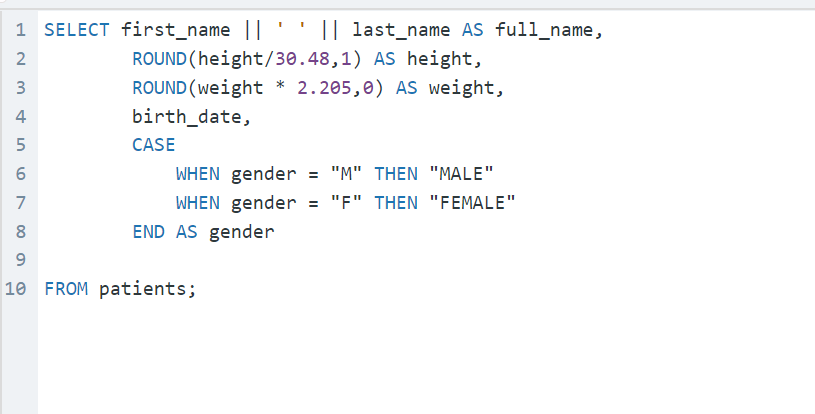 1 SELECT first_name || ' ' || last_name AS full_name,
2 ROUND(height/30.48,1) AS height,
3 ROUND(weight * 2.205,0) AS weight,
4 birth_date,
5 CASE
6 WHEN gender = "M" THEN "MALE"
7 WHEN gender = "F" THEN "FEMALE"
8 END AS gender
9
10 FROM patients;